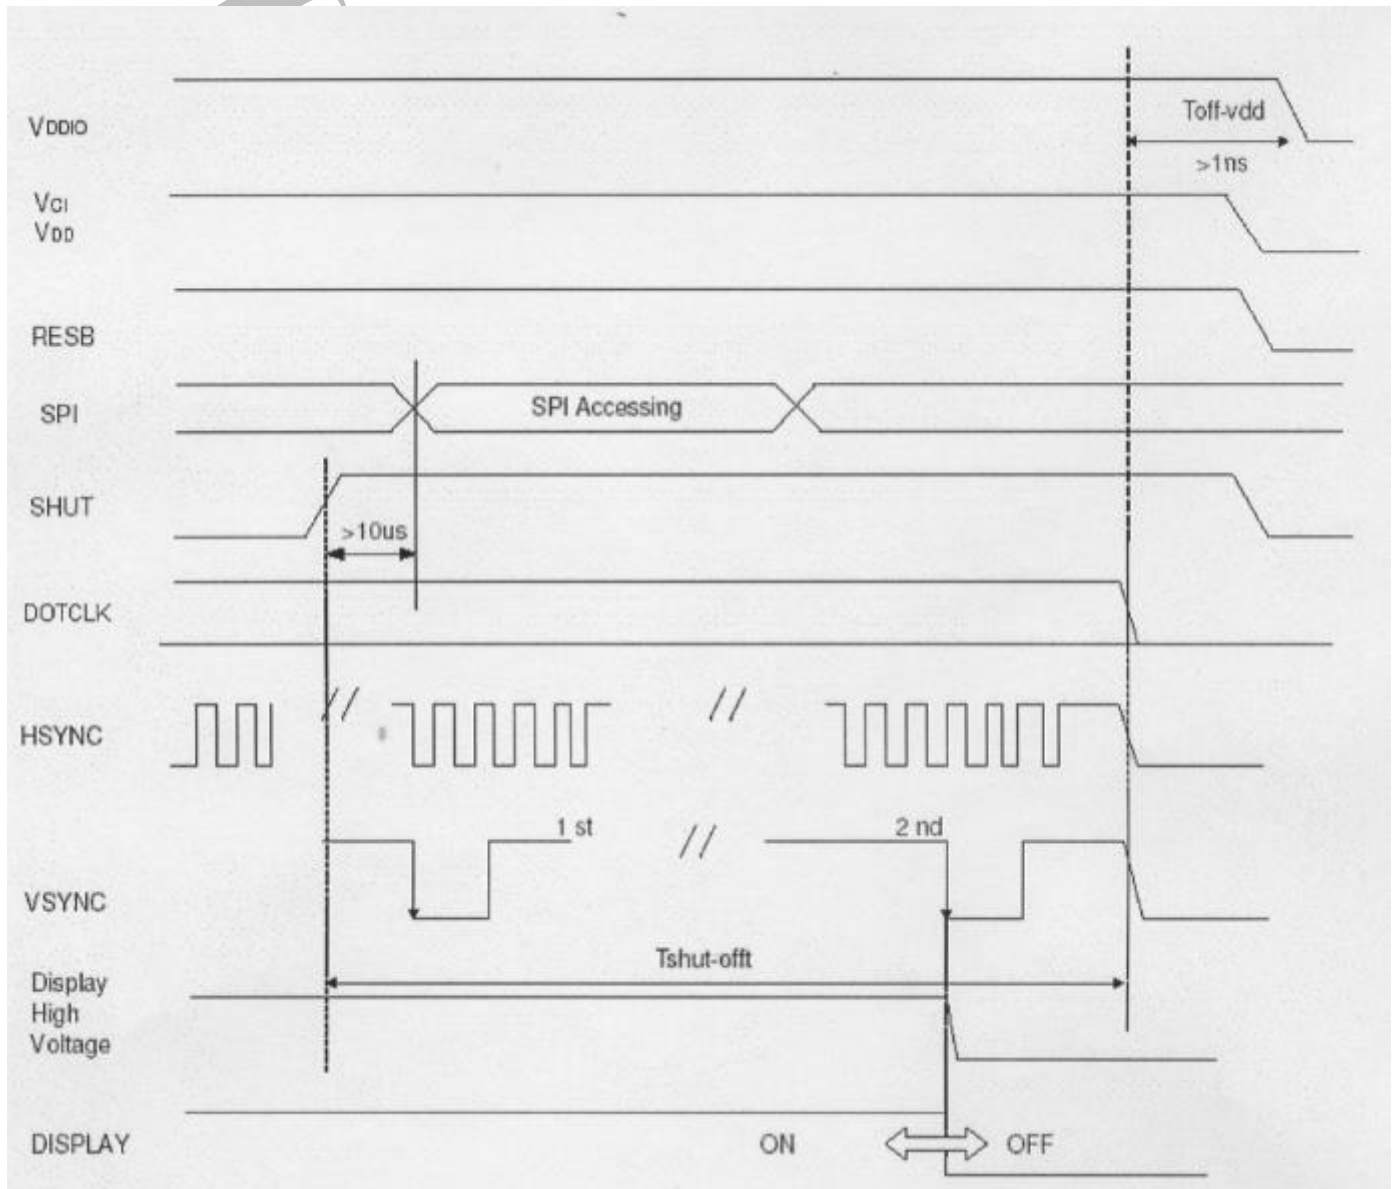 VDDIO
Toff-vdd
>1ns
VCI
VDD
RESB
SPI
SPI Accessing
SHUT
>10us
DOTCLK
HSYNC
1 st
2 nd
VSYNC
Tshut-offt
Display
High
Voltage
DISPLAY
ON
OFF